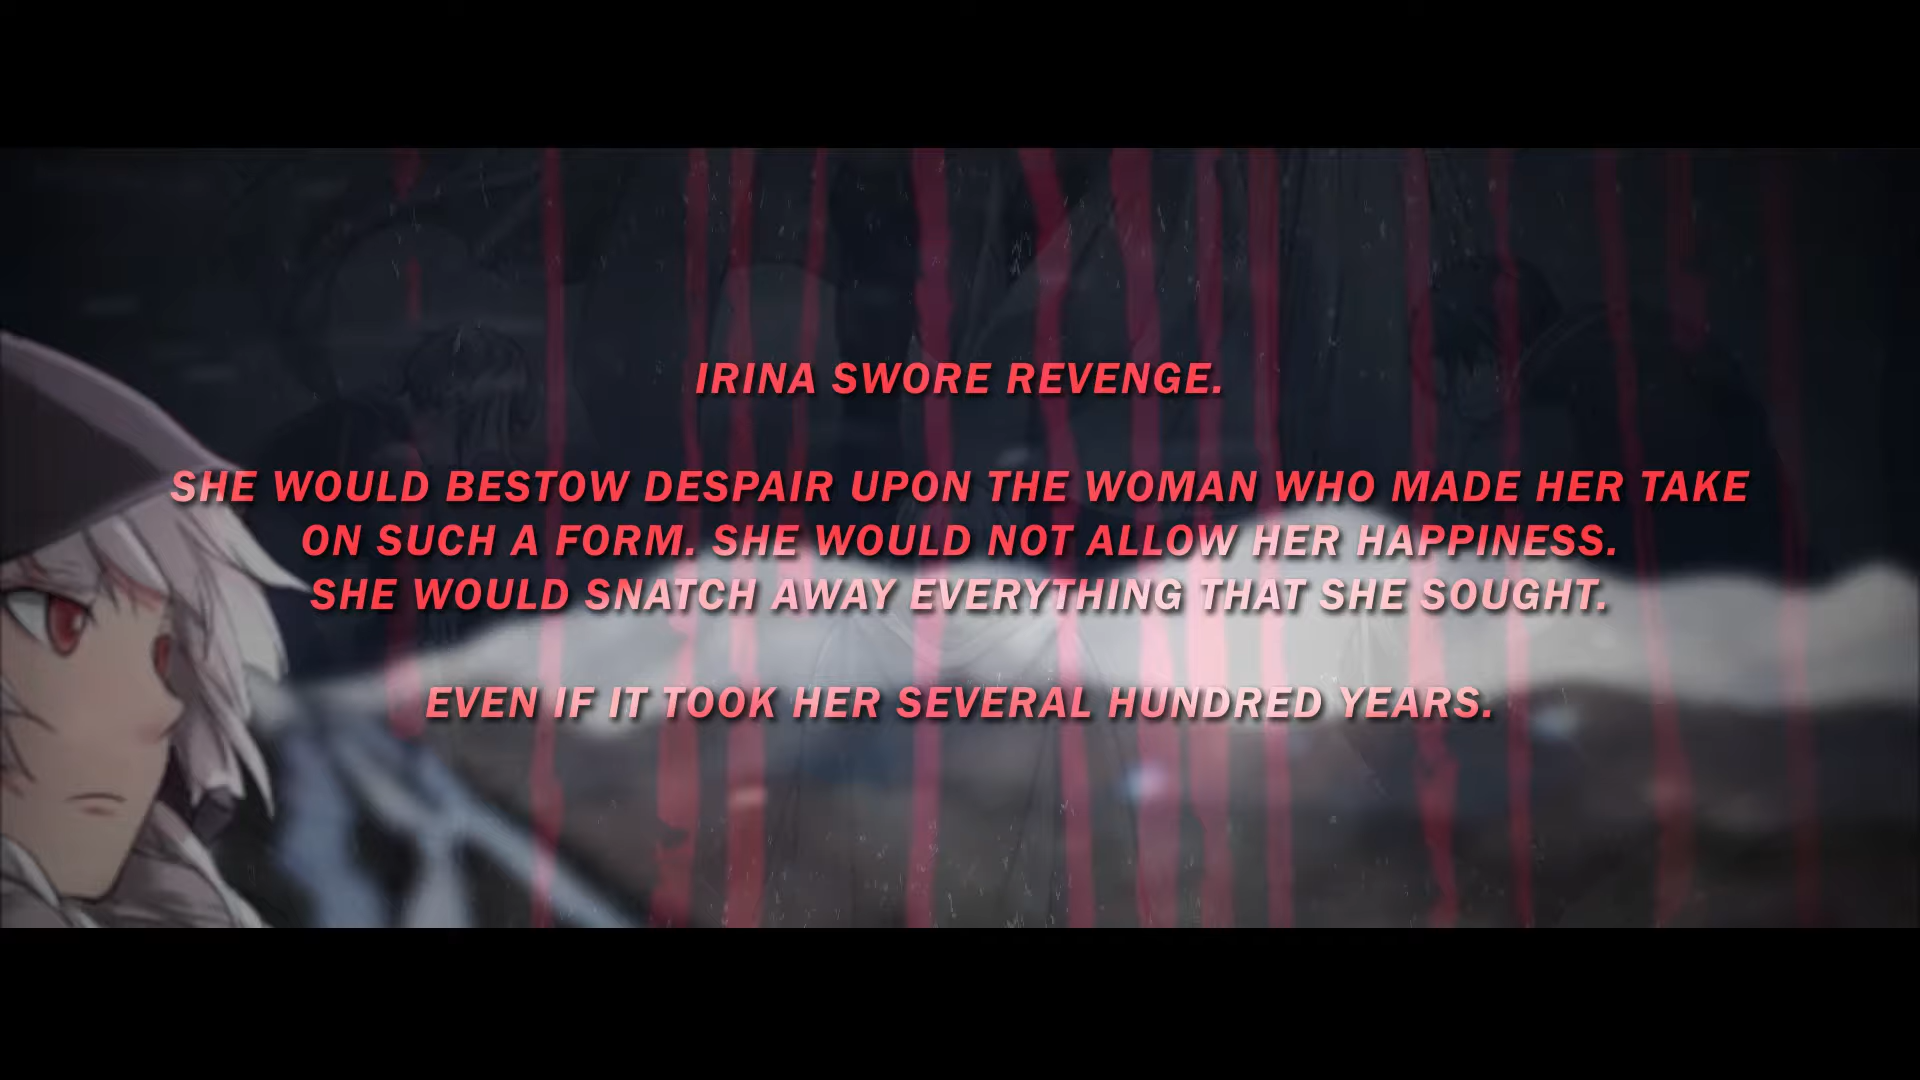 IRINA SWORE REVENGE.
SHE WOULD BESTOW DESPAIR UPON THE WOMAN WHO MADE HER TAKE
ON SUCH A FORM. SHE WOULD NOT ALLOW HER HAPPINESS.
SHE WOULD SNATCH AWAY EVERYTHING THAT SHE SOUGHT.
EVEN IF IT TOOK HER SEVERAL HUNDRED YEARS.